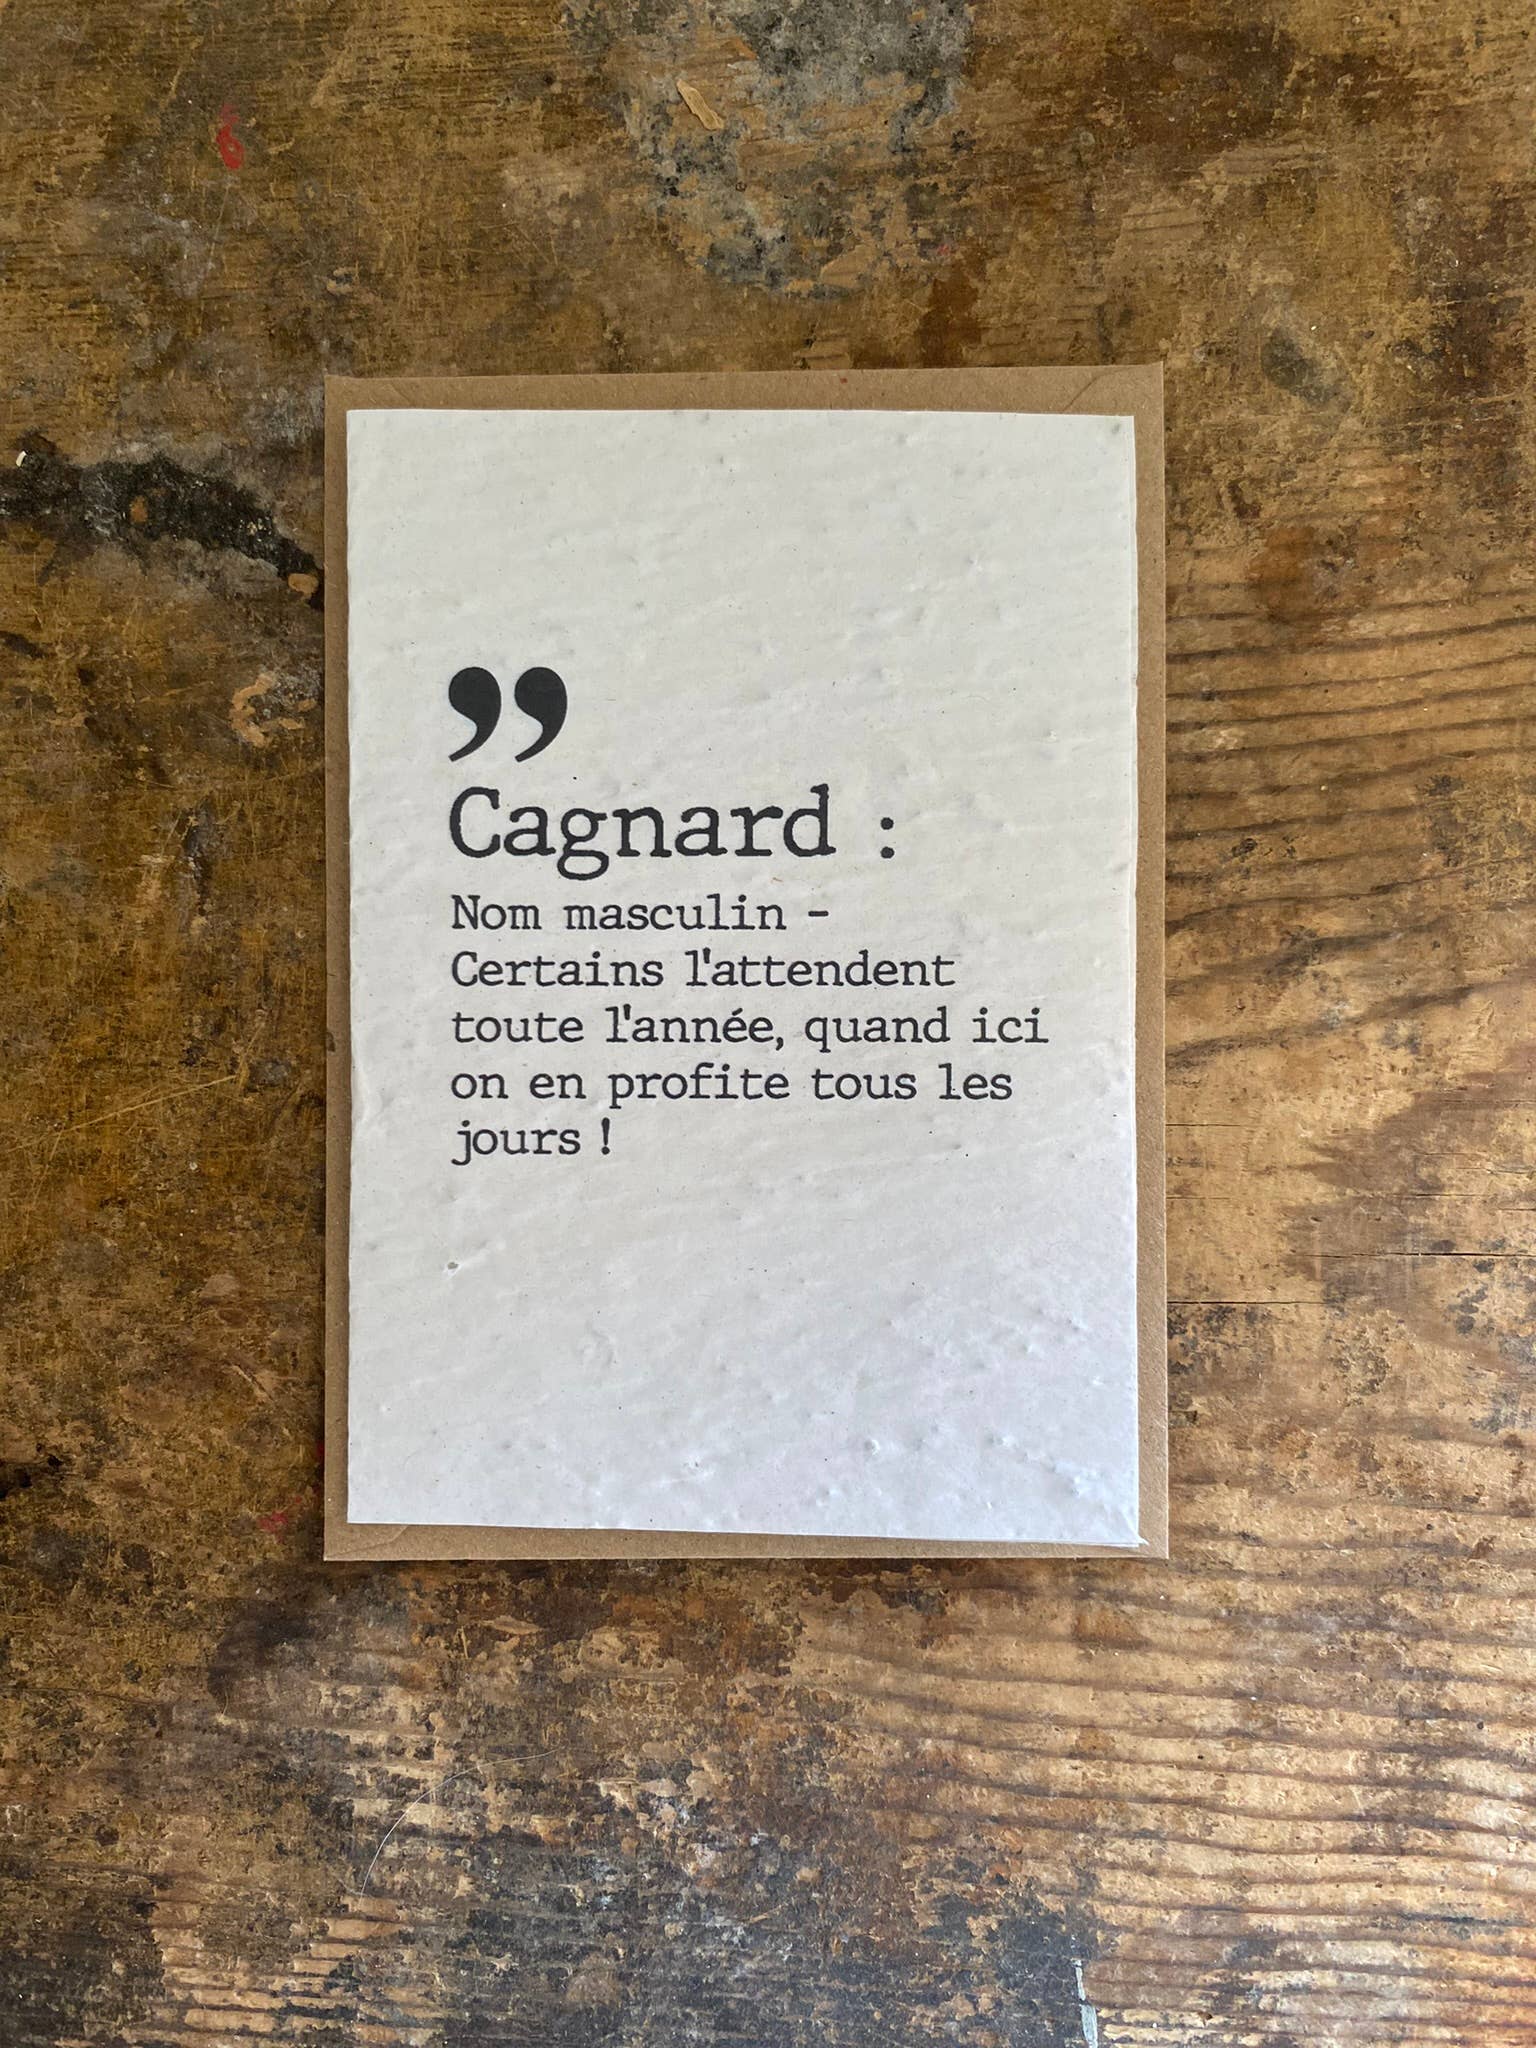 ”
Cagnard :
Nom masculin -
Certains l'attendent
toute l'année, quand ici
on en profite tous les
jours !